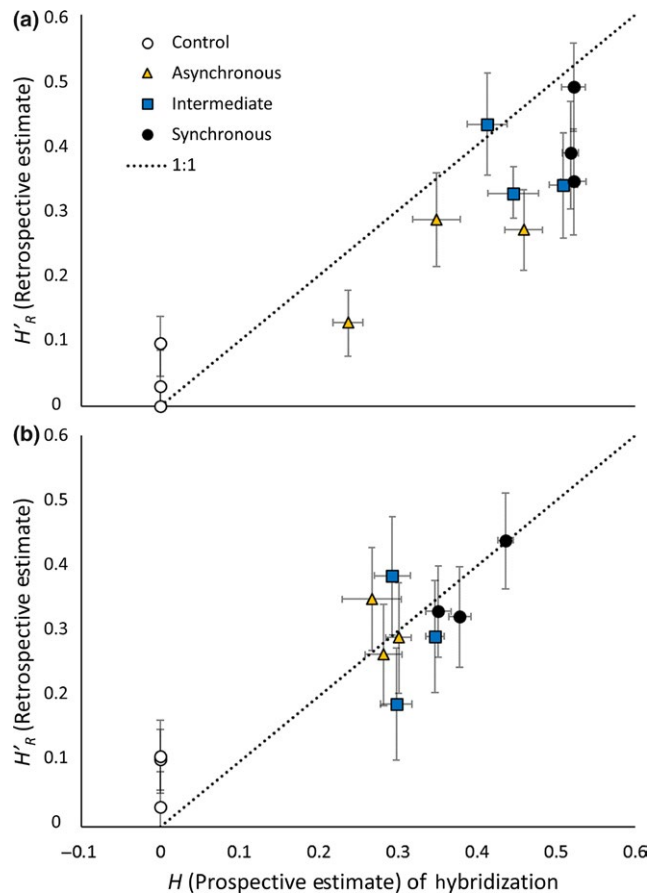 (a)
0.6
0.5
0.4
0.3
0.2
0.1
0
H′R (Retrospective estimate)
Control
Asynchronous
Intermediate
Synchronous
1:1
(b)
0.6
0.5
0.4
0.3
0.2
0.1
0
H′R (Retrospective estimate)
–0.1 0 0.1 0.2 0.3 0.4 0.5 0.6
H (Prospective estimate) of hybridization